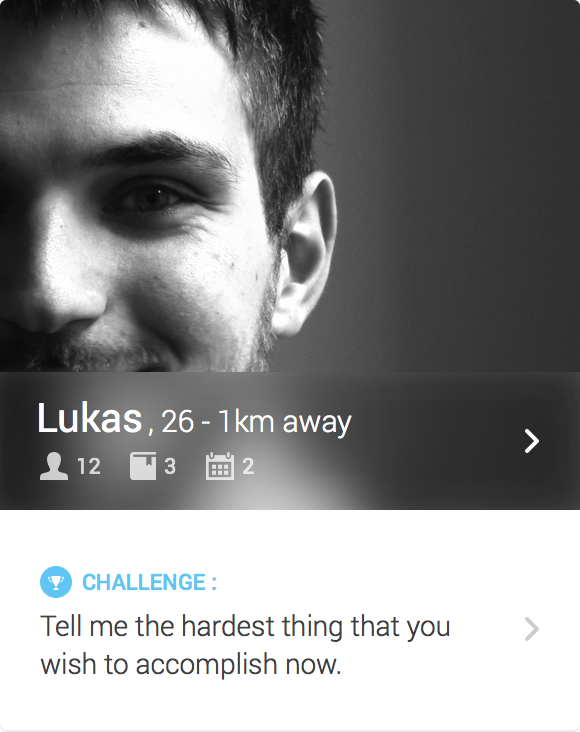 Lukas , 26 - 1km away
12 3 2
CHALLENGE :
Tell me the hardest thing that you
wish to accomplish now.